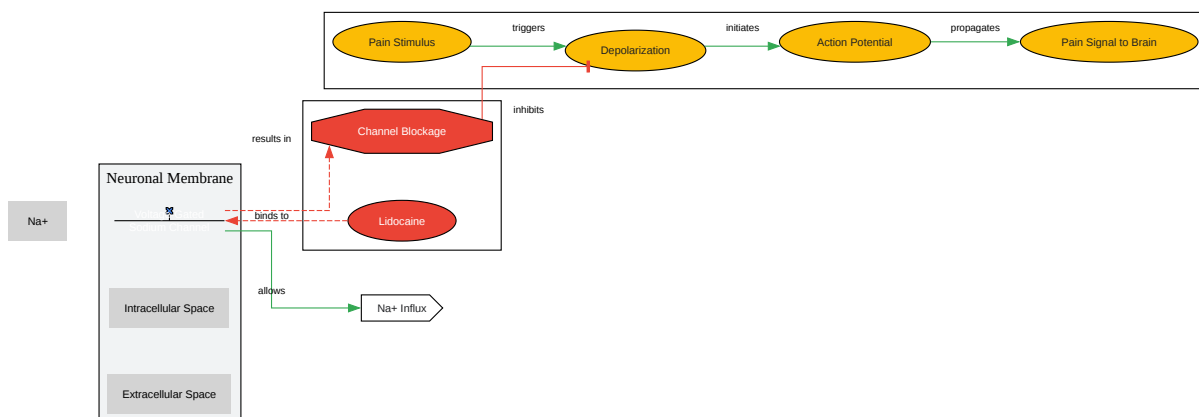 Pain Stimulus
triggers
Depolarization
initiates
Action Potential
propagates
Pain Signal to Brain
inhibits
Channel Blockage
results in
Neuronal Membrane
Na+
Sodium Channel
binds to
Lidocaine
allows
Na+ Influx
Intracellular Space
Extracellular Space